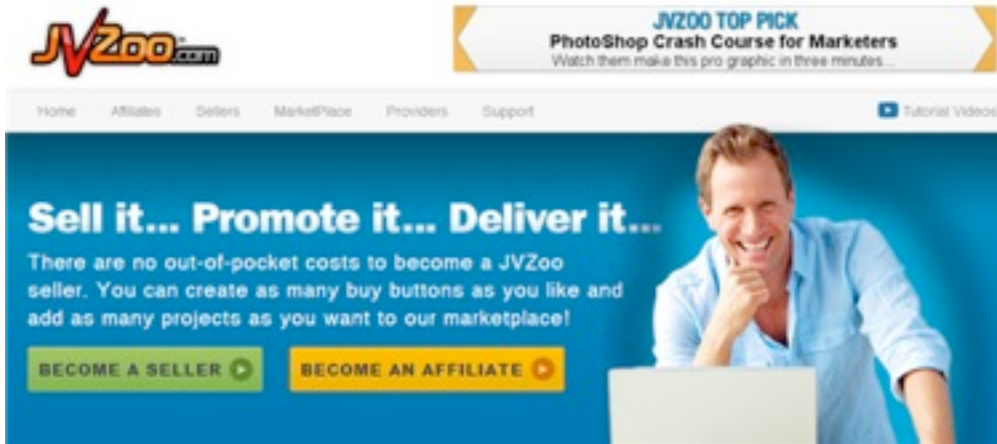 JVZoo.com
JVZOO TOP PICK
PhotoShop Crash Course for Marketers
Watch them make this pro graphic in three minutes...
Home Affiliates Sellers MarketPlace Providers Support Tutorial Videos
Sell it... Promote it... Deliver it...
There are no out-of-pocket costs to become a JVZoo
seller. You can create as many buy buttons as you like and
add as many projects as you want to our marketplace!
BECOME A SELLER BECOME AN AFFILIATE